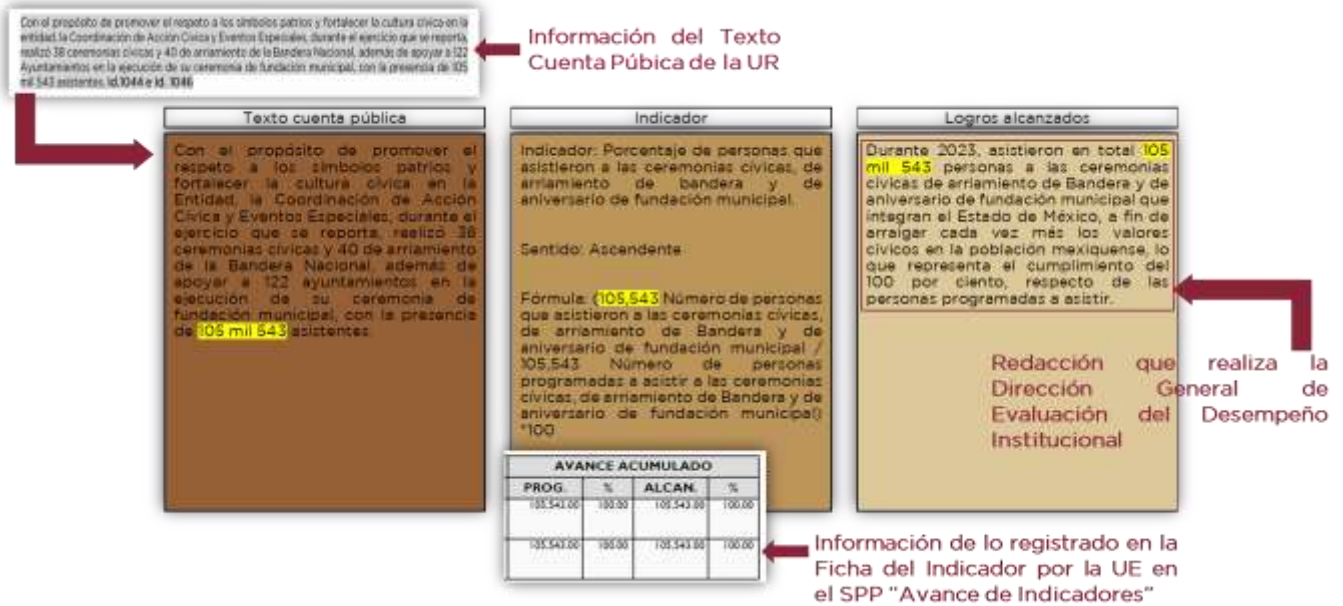 Con el propósito de promover el respeto a los símbolos patrios y fortalecer la cultura cívica en la
entidad, la Coordinación de Acción Cívica y Eventos Especiales, durante el ejercicio que se reporta,
realizó 38 ceremonias cívicas y 40 de arriamiento de la Bandera Nacional, además de apoyar a 122
Ayuntamientos en la ejecución de su ceremonia de fundación municipal, con la presencia de 105
mil 543 asistentes. Id.1044 e Id. 1046
Información del Texto
Cuenta Púbica de la UR
Texto cuenta pública
Con el propósito de promover el
respeto a los símbolos patrios y
fortalecer la cultura cívica en la
Entidad, la Coordinación de Acción
Cívica y Eventos Especiales, durante el
ejercicio que se reporta, realizó 38
ceremonias cívicas y 40 de arriamiento
de la Bandera Nacional, además de
apoyar a 122 ayuntamientos en la
ejecución de su ceremonia de
fundación municipal, con la presencia
de 105 mil 543 asistentes.
Indicador
Indicador: Porcentaje de personas que
asistieron a las ceremonias cívicas, de
arriamiento de bandera y de
aniversario de fundación municipal.
Sentido: Ascendente
Fórmula: (105,543 Número de personas
que asistieron a las ceremonias cívicas,
de arriamiento de Bandera y de
aniversario de fundación municipal /
105,543 Número de personas
programadas a asistir a las ceremonias
cívicas, de arriamiento de Bandera y de
aniversario de fundación municipal)
*100
AVANCE ACUMULADO
PROG. % ALCAN. %
105,543.00 100.00 105,543.00 100.00
105,543.00 100.00 105,543.00 100.00
Logros alcanzados
Durante 2023, asistieron en total 105
mil 543 personas a las ceremonias
cívicas de arriamiento de Bandera y de
aniversario de fundación municipal que
integran el Estado de México, a fin de
arraigar cada vez más los valores
cívicos en la población mexiquense, lo
que representa el cumplimiento del
100 por ciento, respecto de las
personas programadas a asistir.
Redacción que realiza la
Dirección General de
Evaluación del Desempeño
Institucional
Información de lo registrado en la
Ficha del Indicador por la UE en
el SPP "Avance de Indicadores"